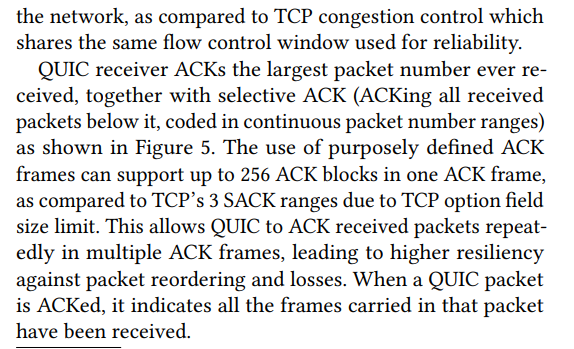 the network, as compared to TCP congestion control which
shares the same flow control window used for reliability.
QUIC receiver ACKs the largest packet number ever re-
ceived, together with selective ACK (ACKing all received
packets below it, coded in continuous packet number ranges)
as shown in Figure 5. The use of purposely defined ACK
frames can support up to 256 ACK blocks in one ACK frame,
as compared to TCP's 3 SACK ranges due to TCP option field
size limit. This allows QUIC to ACK received packets repeat-
edly in multiple ACK frames, leading to higher resiliency
against packet reordering and losses. When a QUIC packet
is ACKed, it indicates all the frames carried in that packet
have been received.